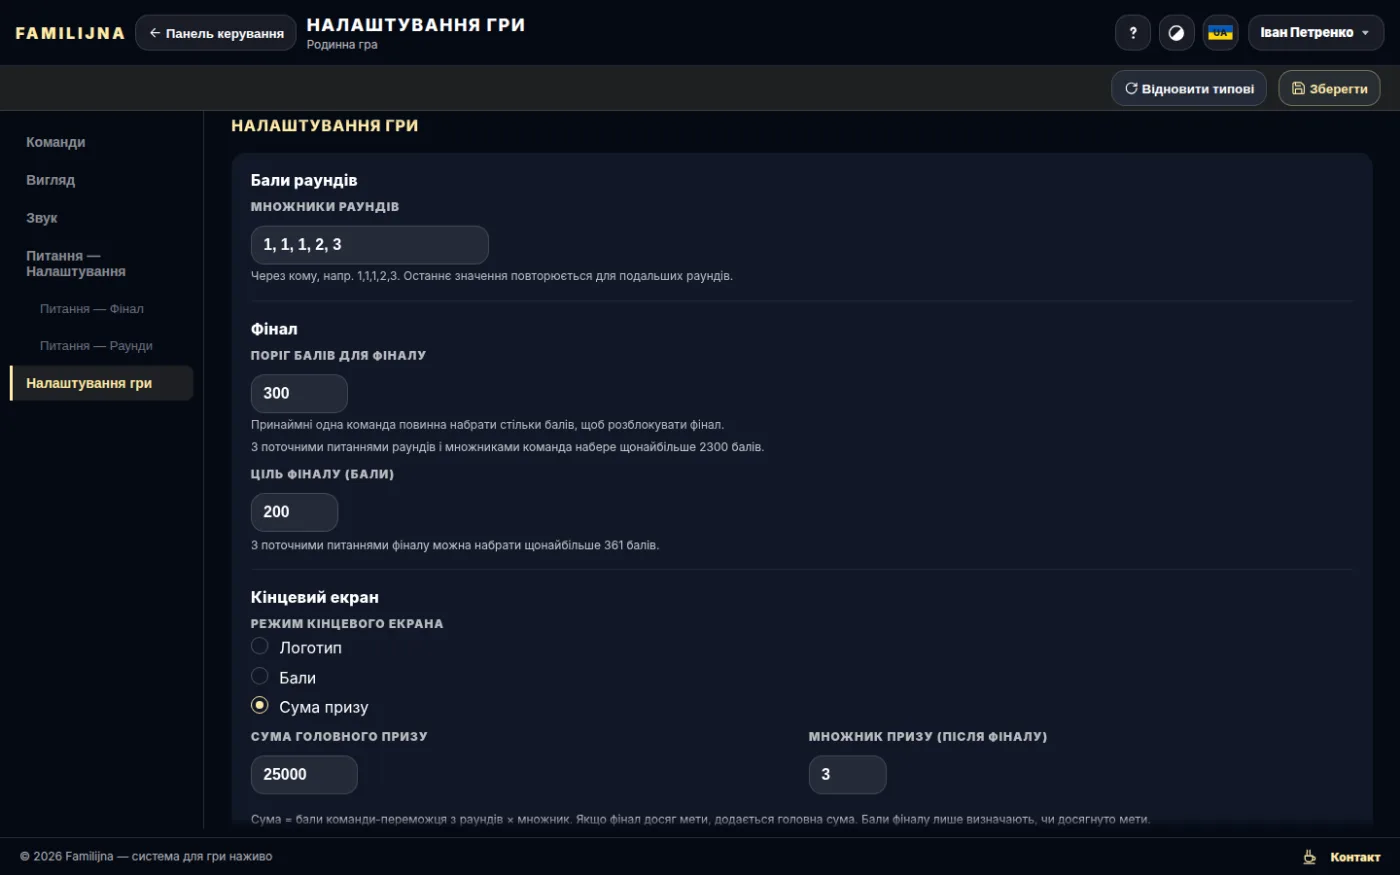 FAMILIJNA
← Панель керування
НАЛАШТУВАННЯ ГРИ
Родинна гра
?
UA
Іван Петренко
Відновити типові
Зберегти
Команди
Вигляд
Звук
Питання —
Налаштування
Питання — Фінал
Питання — Раунди
Налаштування гри
НАЛАШТУВАННЯ ГРИ
Бали раундів
МНОЖНИКИ РАУНДІВ
1, 1, 1, 2, 3
Через кому, напр. 1,1,1,2,3. Останнє значення повторюється для подальших раундів.
Фінал
ПОРІГ БАЛІВ ДЛЯ ФІНАЛУ
300
Принаймні одна команда повинна набрати стільки балів, щоб розблокувати фінал.
З поточними питаннями раундів і множниками команда набере щонайбільше 2300 балів.
ЦІЛЬ ФІНАЛУ (БАЛИ)
200
З поточними питаннями фіналу можна набрати щонайбільше 361 балів.
Кінцевий екран
РЕЖИМ КІНЦЕВОГО ЕКРАНА
Логотип
Бали
Сума призу
СУМА ГОЛОВНОГО ПРИЗУ
МНОЖНИК ПРИЗУ (ПІСЛЯ ФІНАЛУ)
25000
3
Сума = бали команди-переможця з раундів × множник. Якщо фінал досяг мети, додається головна сума. Бали фіналу лише визначають, чи досягнуто мети.
© 2026 Familijna — система для гри наживо
Контакт